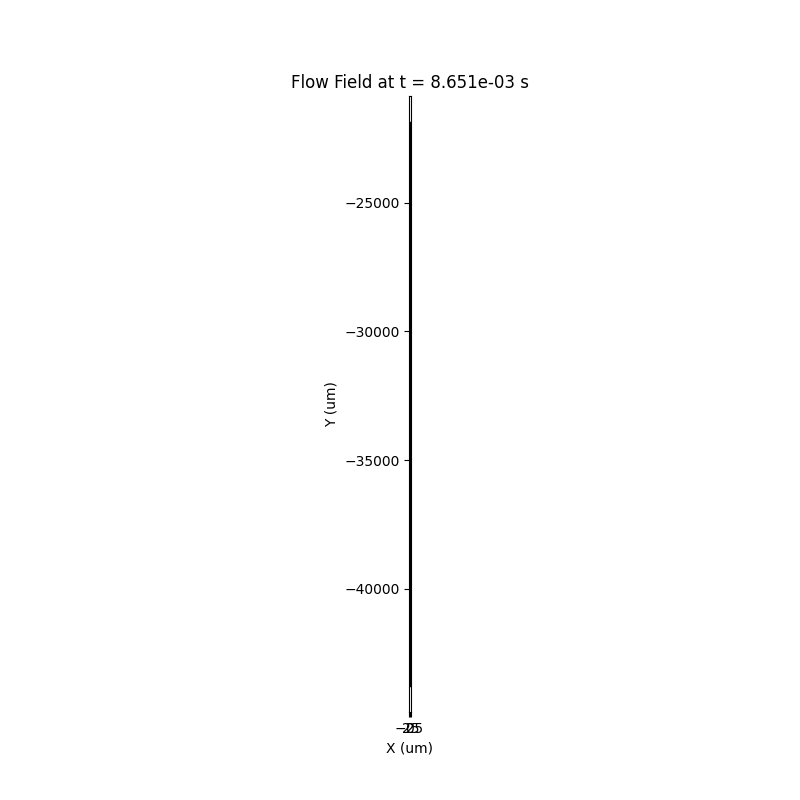 Flow Field at t = 8.651e-03 s
−25000
−30000
Y (um)
−35000
−40000
X (um)